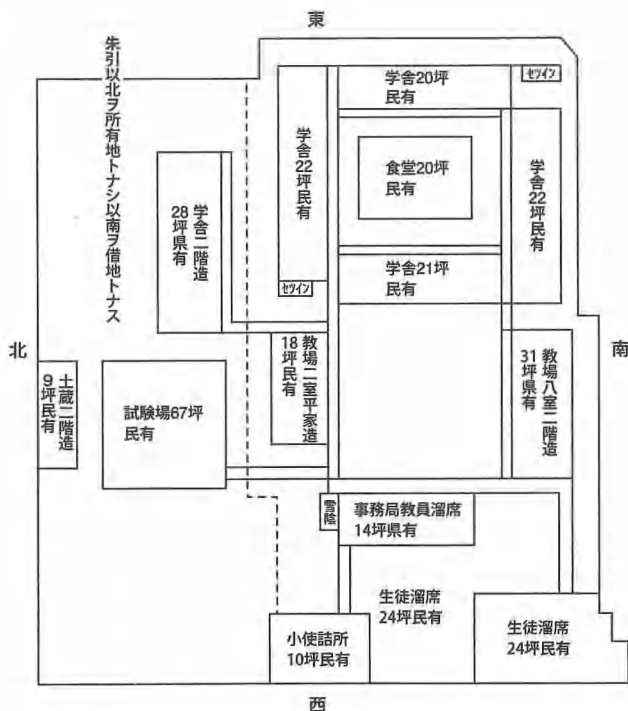 東
朱引以北ヲ所有地トナシ以南ヲ借地トナス
学舎22
坪民有
学舎20坪
民有
セツイン
食堂20坪
民有
学舎22
坪民有
学舎二階造
28坪県有
セツイン
学舎21坪
民有
北
南
土蔵二階造
9坪民有
試験場67坪
民有
教場二室平家造
18坪民有
教場八室二階造
31坪県有
雪陰
事務局教員溜席
14坪県有
生徒溜席
24坪民有
小使詰所
10坪民有
生徒溜席
24坪民有
西